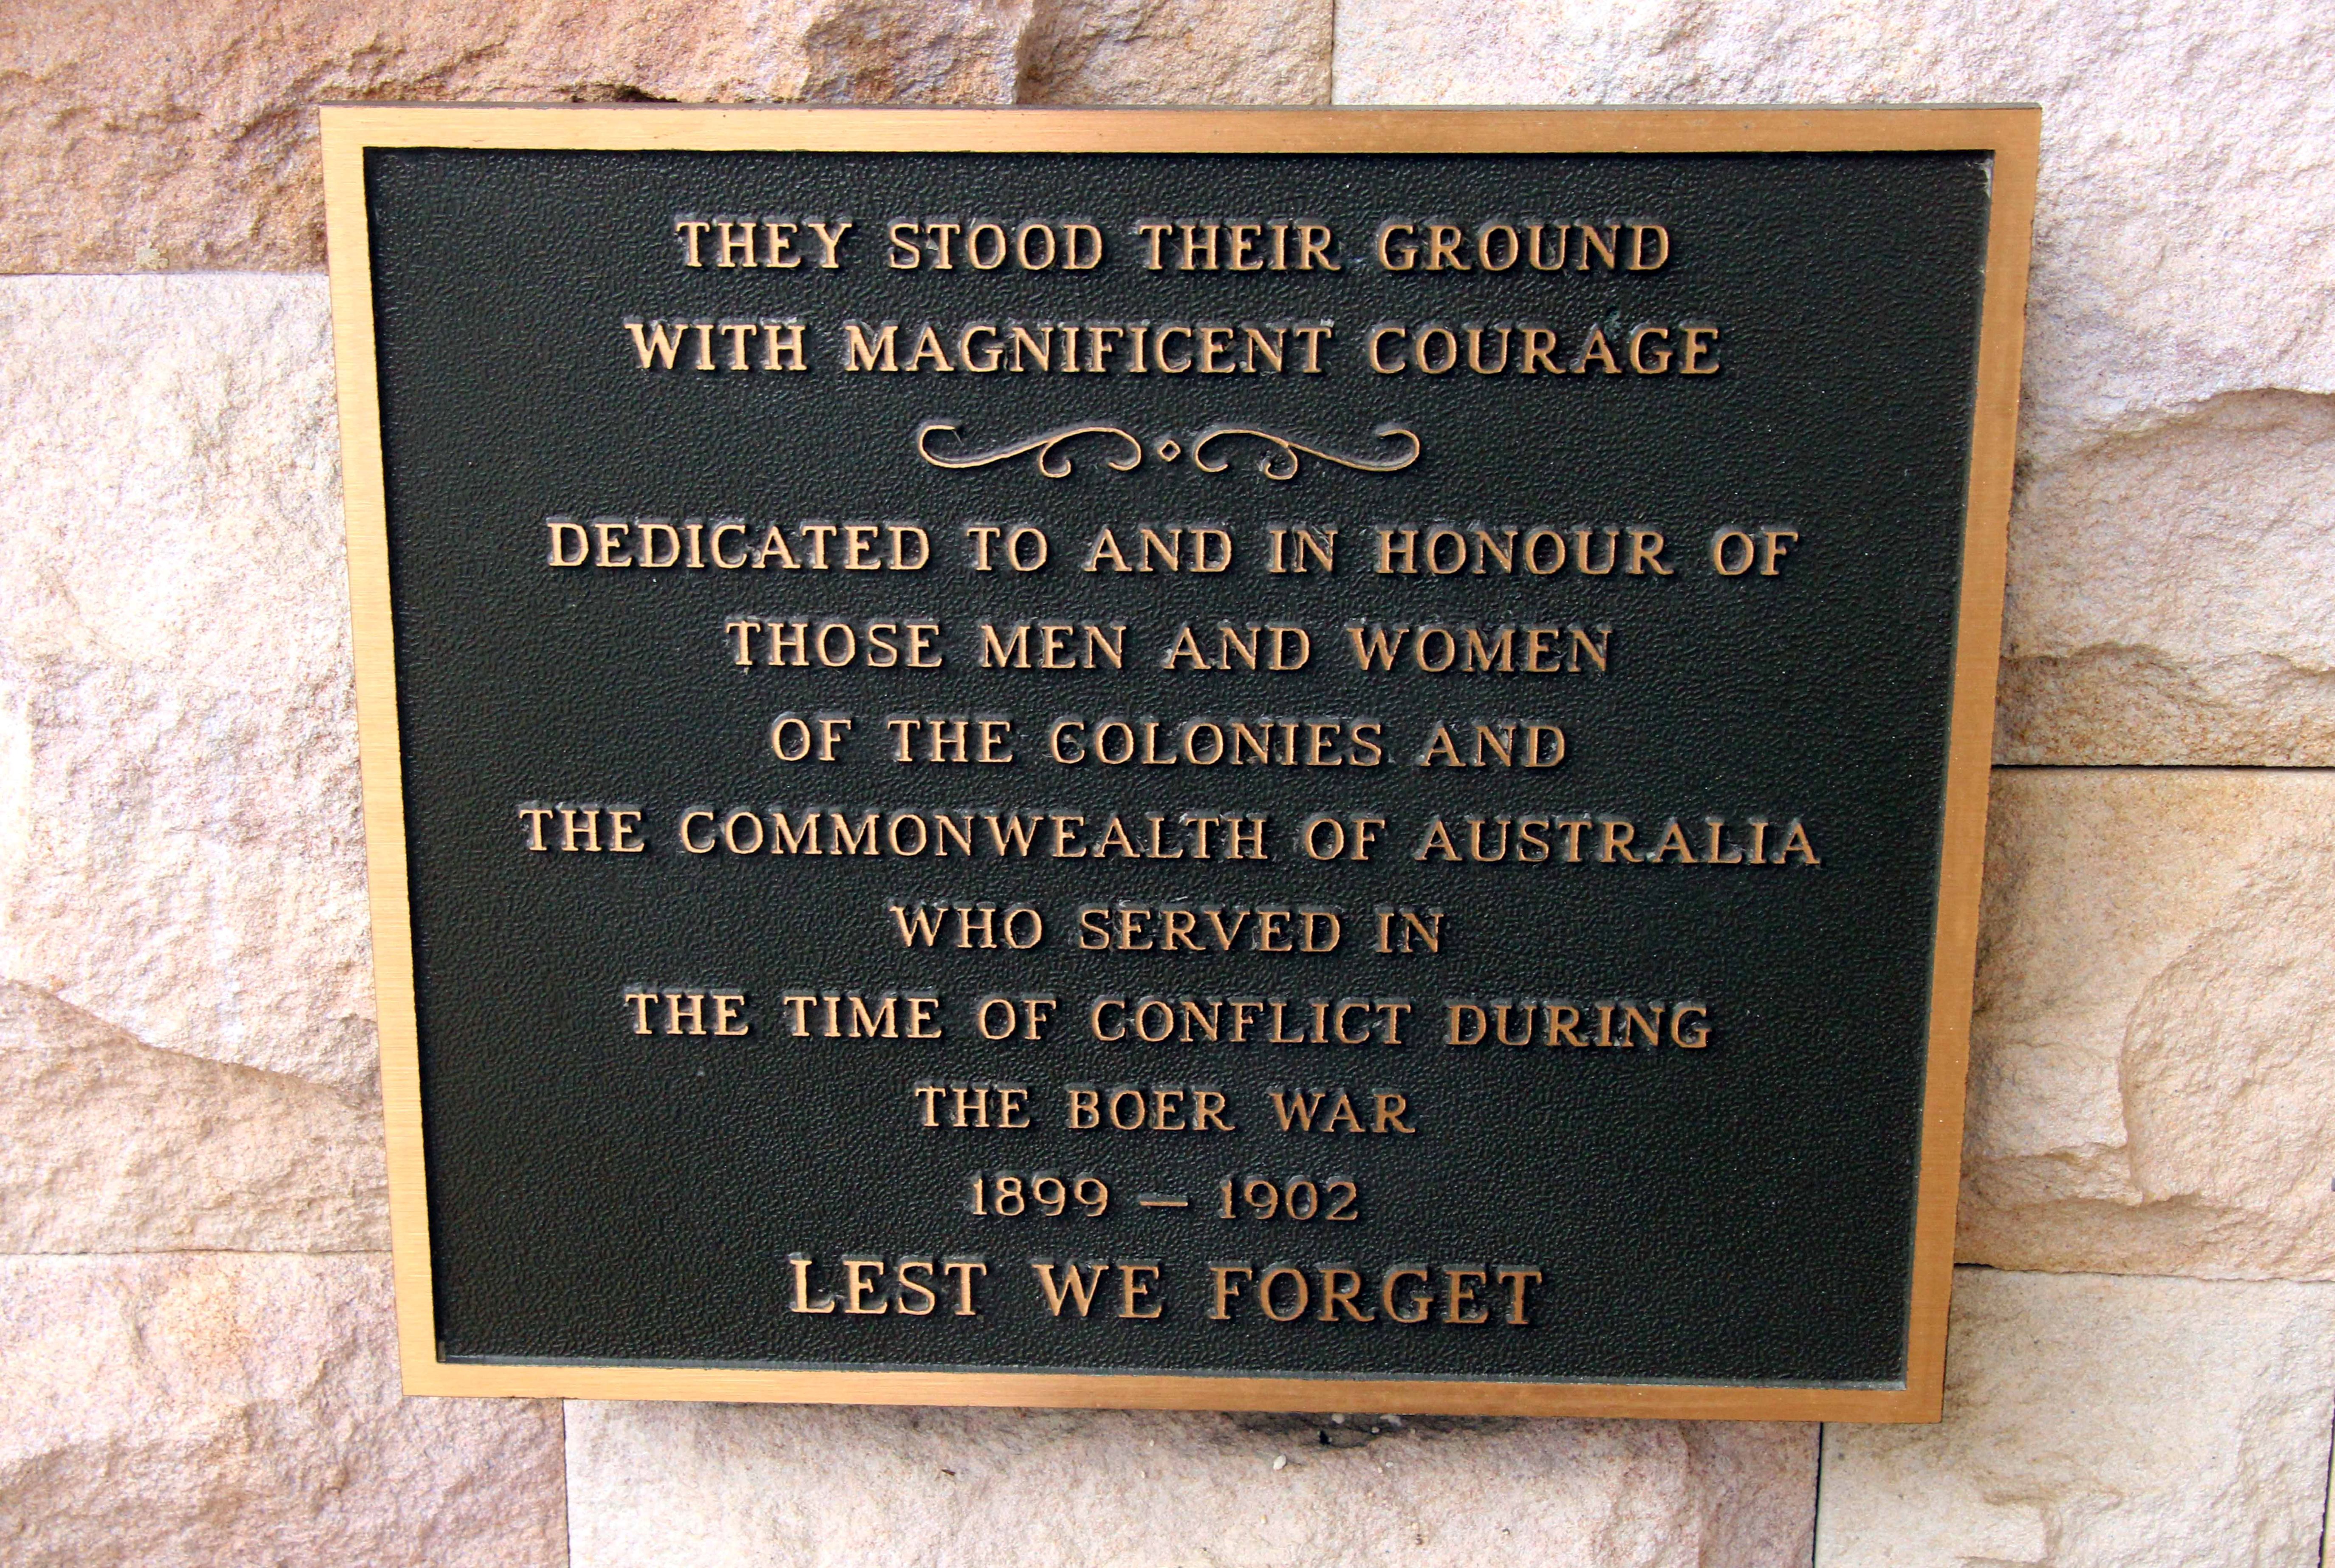 THEY STOOD THEIR GROUND
WITH MAGNIFICENT COURAGE
DEDICATED TO AND IN HONOUR OF
THOSE MEN AND WOMEN
OF THE COLONIES AND
THE COMMONWEALTH OF AUSTRALIA
WHO SERVED IN
THE TIME OF CONFLICT DURING
THE BOER WAR
1899 – 1902
LEST WE FORGET